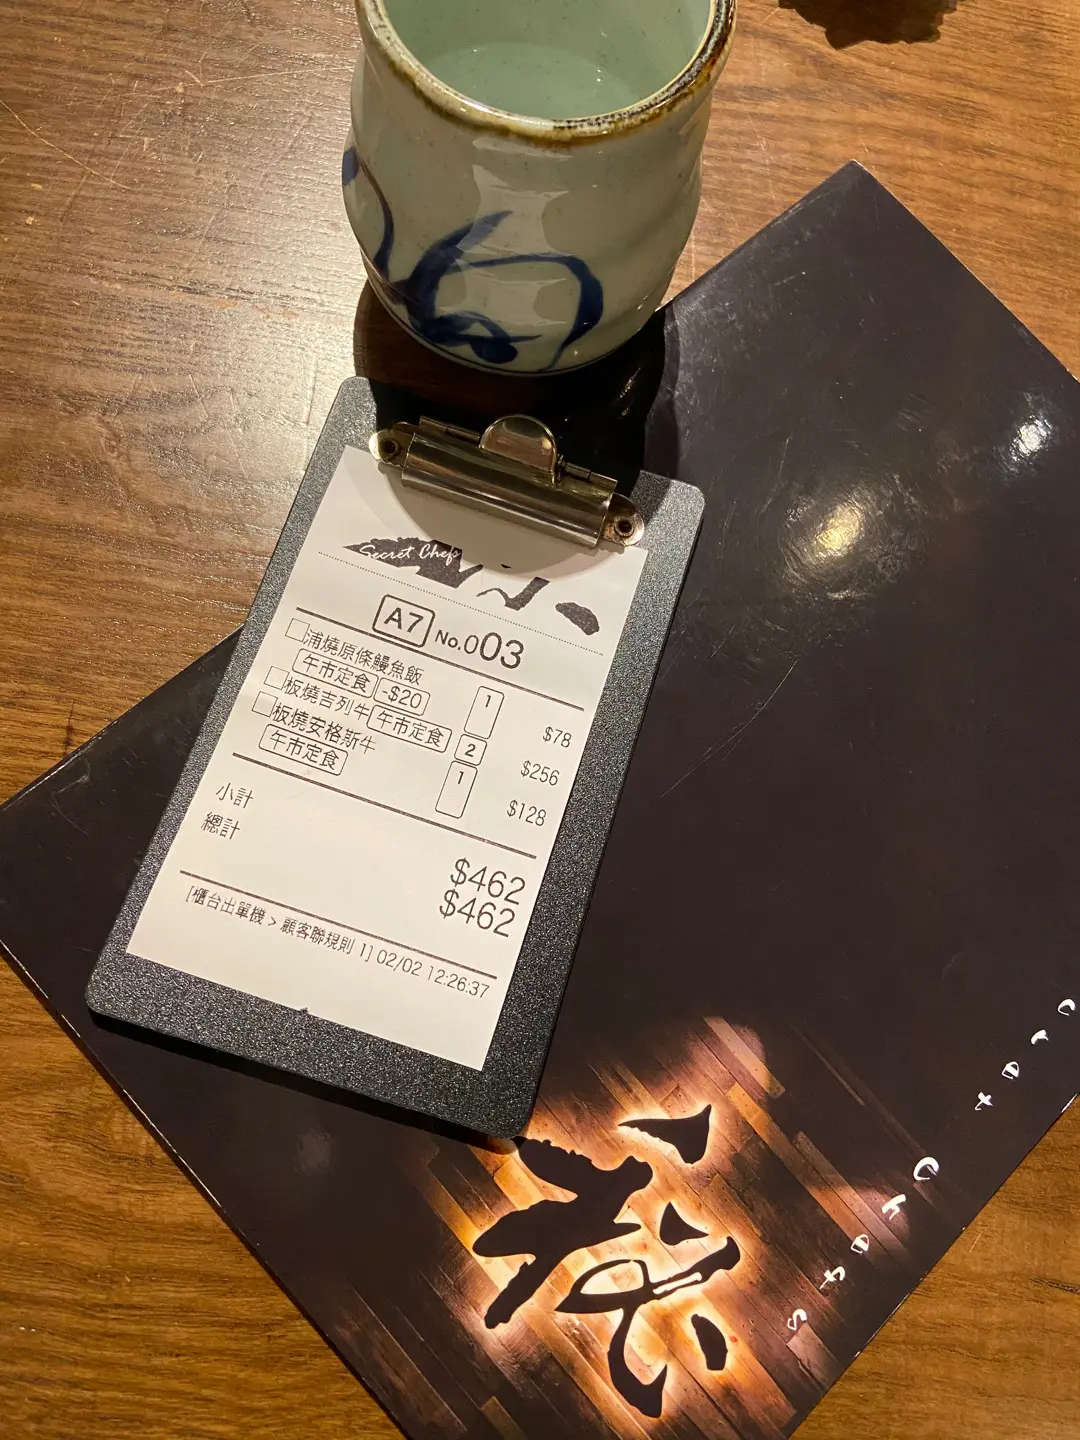 Secret Chefs
A7 No.003
浦燒原條鰻魚飯 1 $78
午市定食 -$20
板燒吉列牛 午市定食 2 $256
板燒安格斯牛 1 $128
午市定食
小計 $462
總計 $462
[櫃台出單機 > 顧客聯規則 1] 02/02 12:26:37